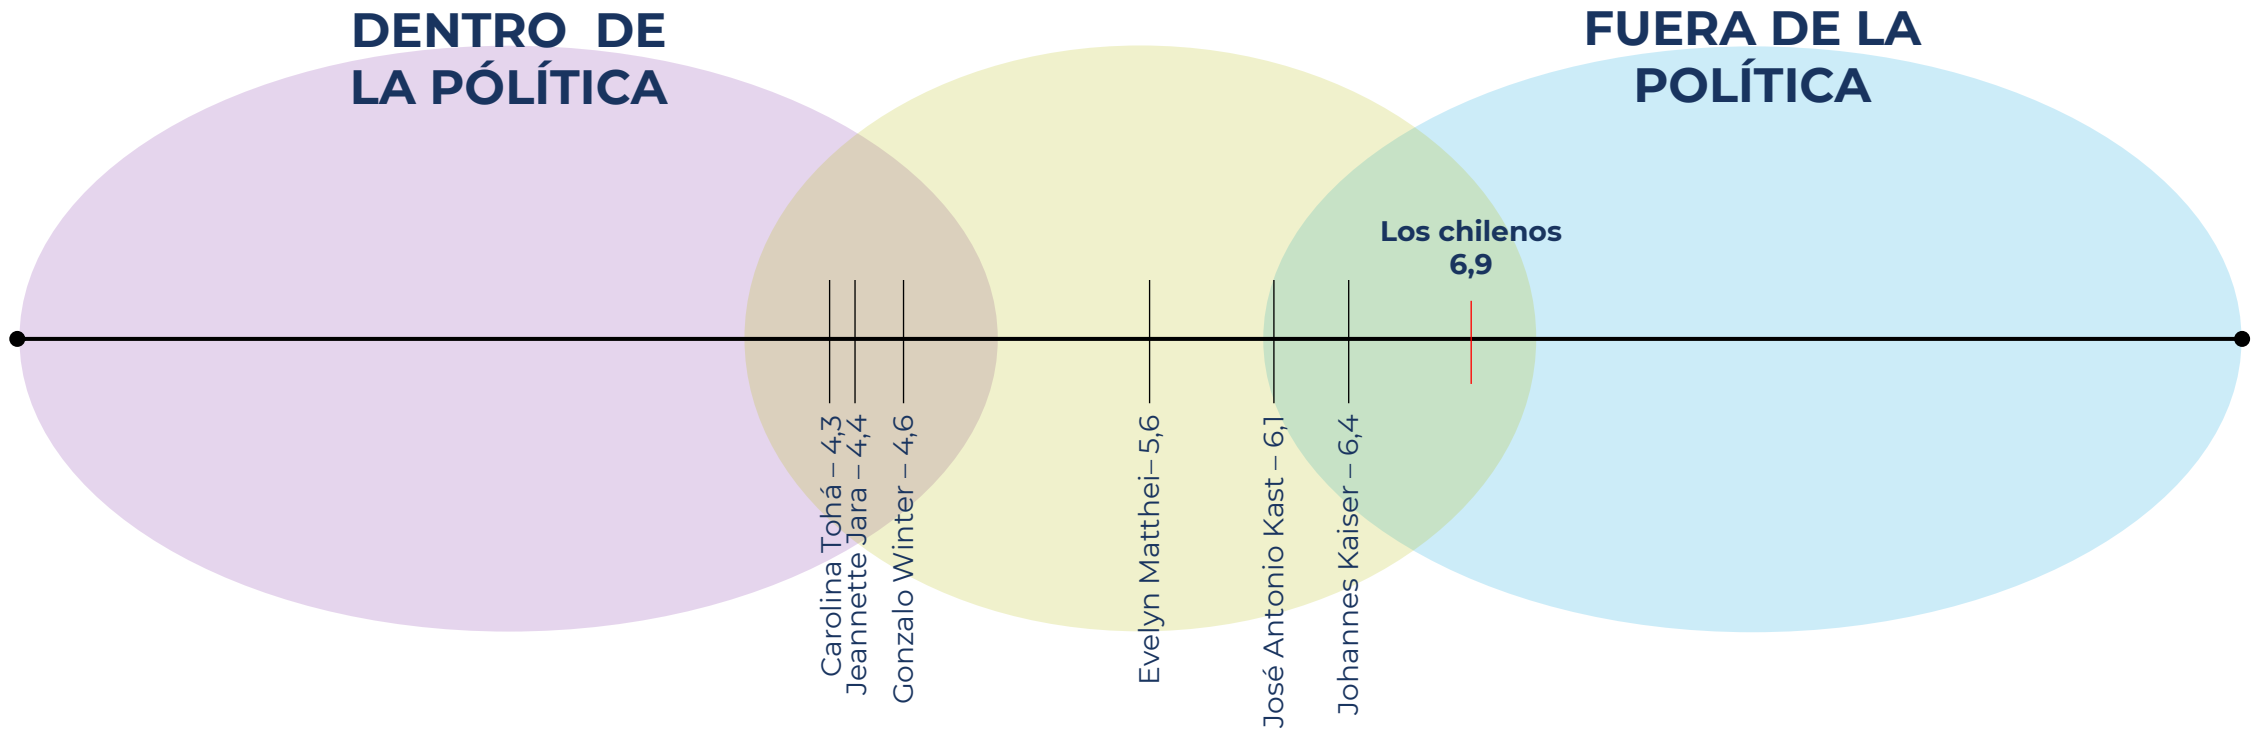 DENTRO DE
LA PÓLÍTICA
FUERA DE LA
POLÍTICA
Los chilenos
6,9
Carolina Tohá – 4,3
Jeannette Jara – 4,4
Gonzalo Winter – 4,6
Evelyn Matthei– 5,6
José Antonio Kast – 6,1
Johannes Kaiser – 6,4